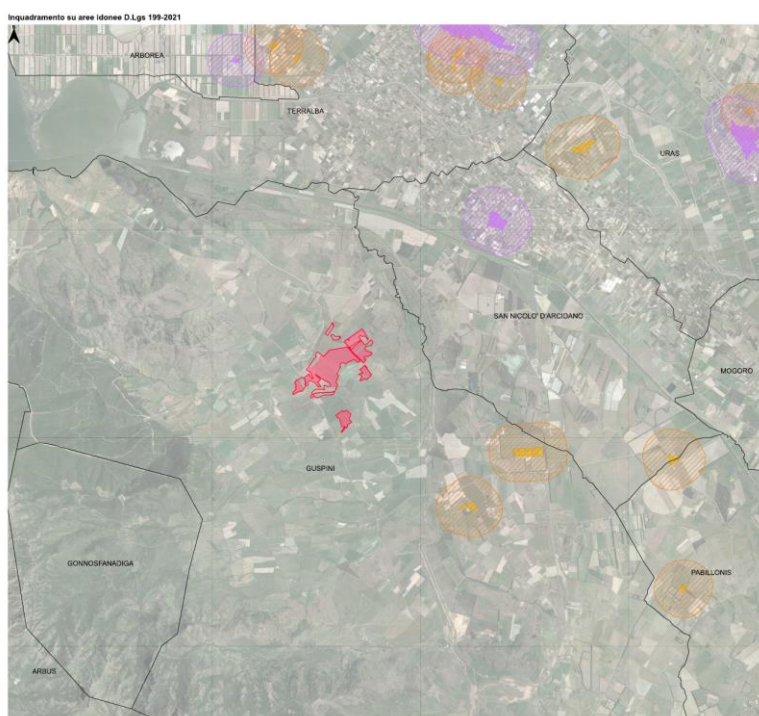 Inquadramento su aree idonee D.Lgs 199-2021
ARBOREA
TERRALBA
URAS
SAN NICOLO' D'ARCIDANO
MOGORO
GUSPINI
GONNOSFANADIGA
PABILLONIS
ARBUS